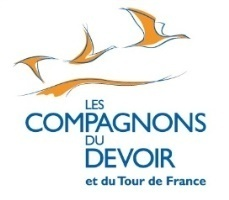 LES
COMPAGNONS
DU
DEVOIR
et du Tour de France